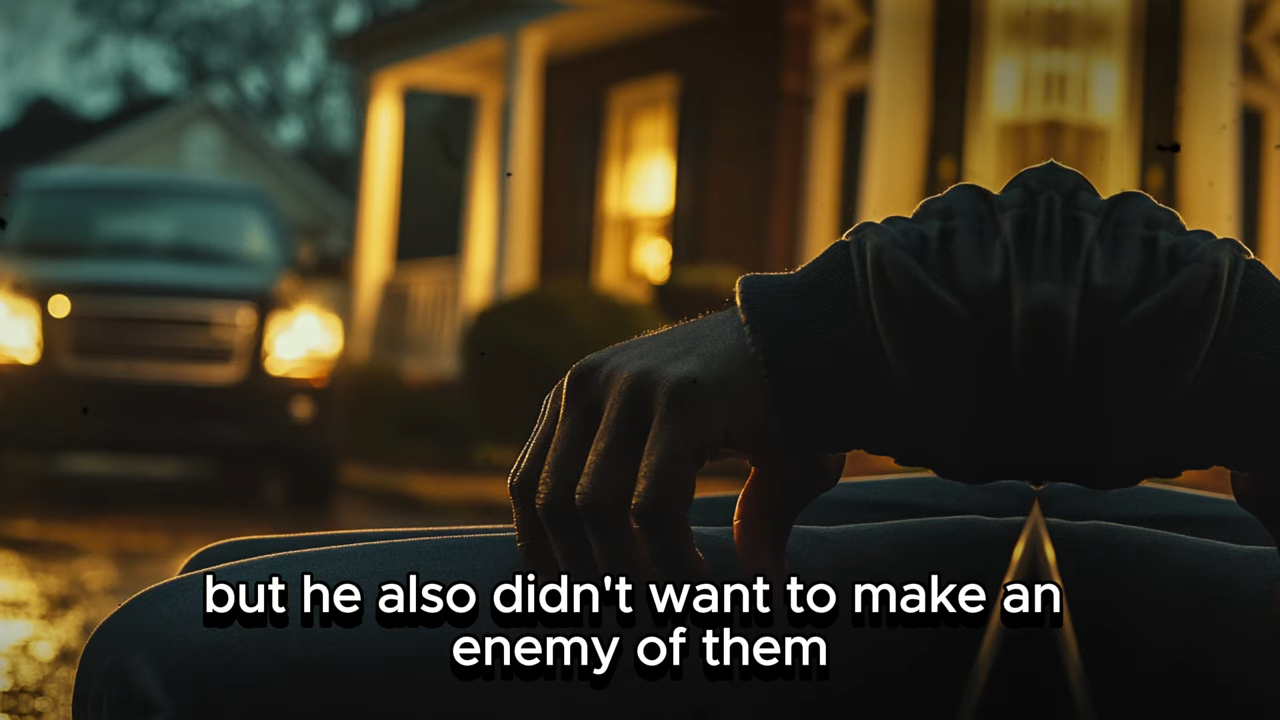 but he also didn't want to make an
enemy of them